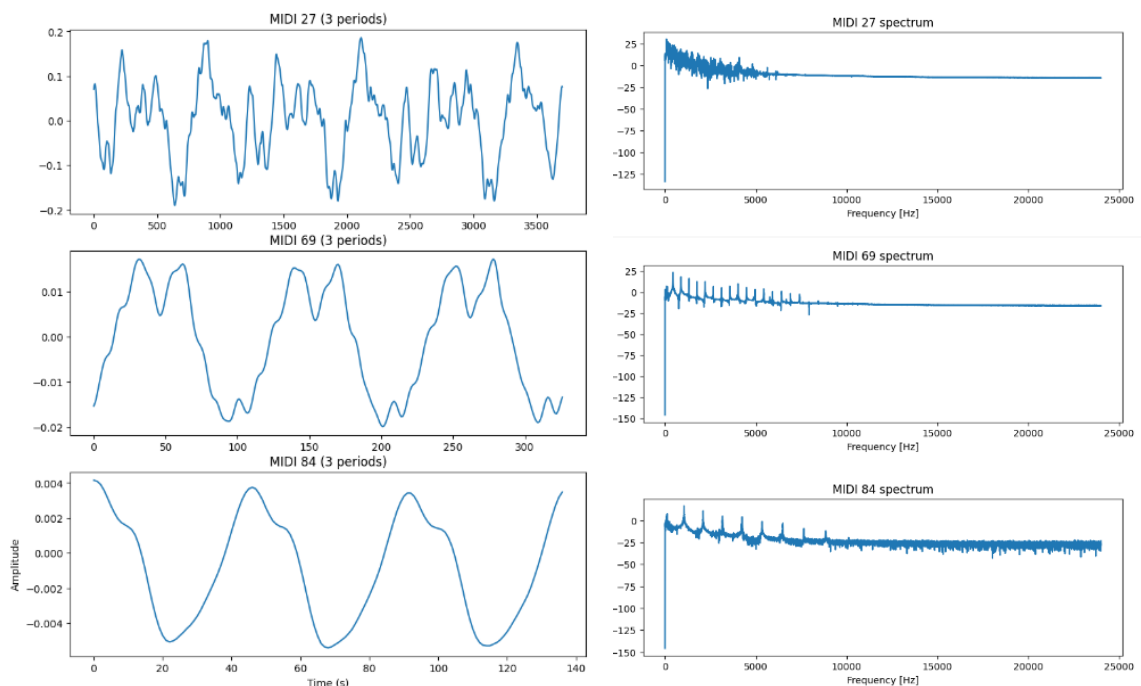 MIDI 27 (3 periods)
0.2
0.1
0.0
−0.1
−0.2
0 500 1000 1500 2000 2500 3000 3500
MIDI 27 spectrum
25
0
−25
−50
−75
−100
−125
0 5000 10000 15000 20000 25000
Frequency [Hz]
MIDI 69 (3 periods)
0.01
0.00
−0.01
−0.02
0 50 100 150 200 250 300
MIDI 69 spectrum
25
0
−25
−50
−75
−100
−125
−150
0 5000 10000 15000 20000 25000
Frequency [Hz]
MIDI 84 (3 periods)
Amplitude
0.004
0.002
0.000
−0.002
−0.004
0 20 40 60 80 100 120 140
Time (s)
MIDI 84 spectrum
0
−25
−50
−75
−100
−125
−150
0 5000 10000 15000 20000 25000
Frequency [Hz]